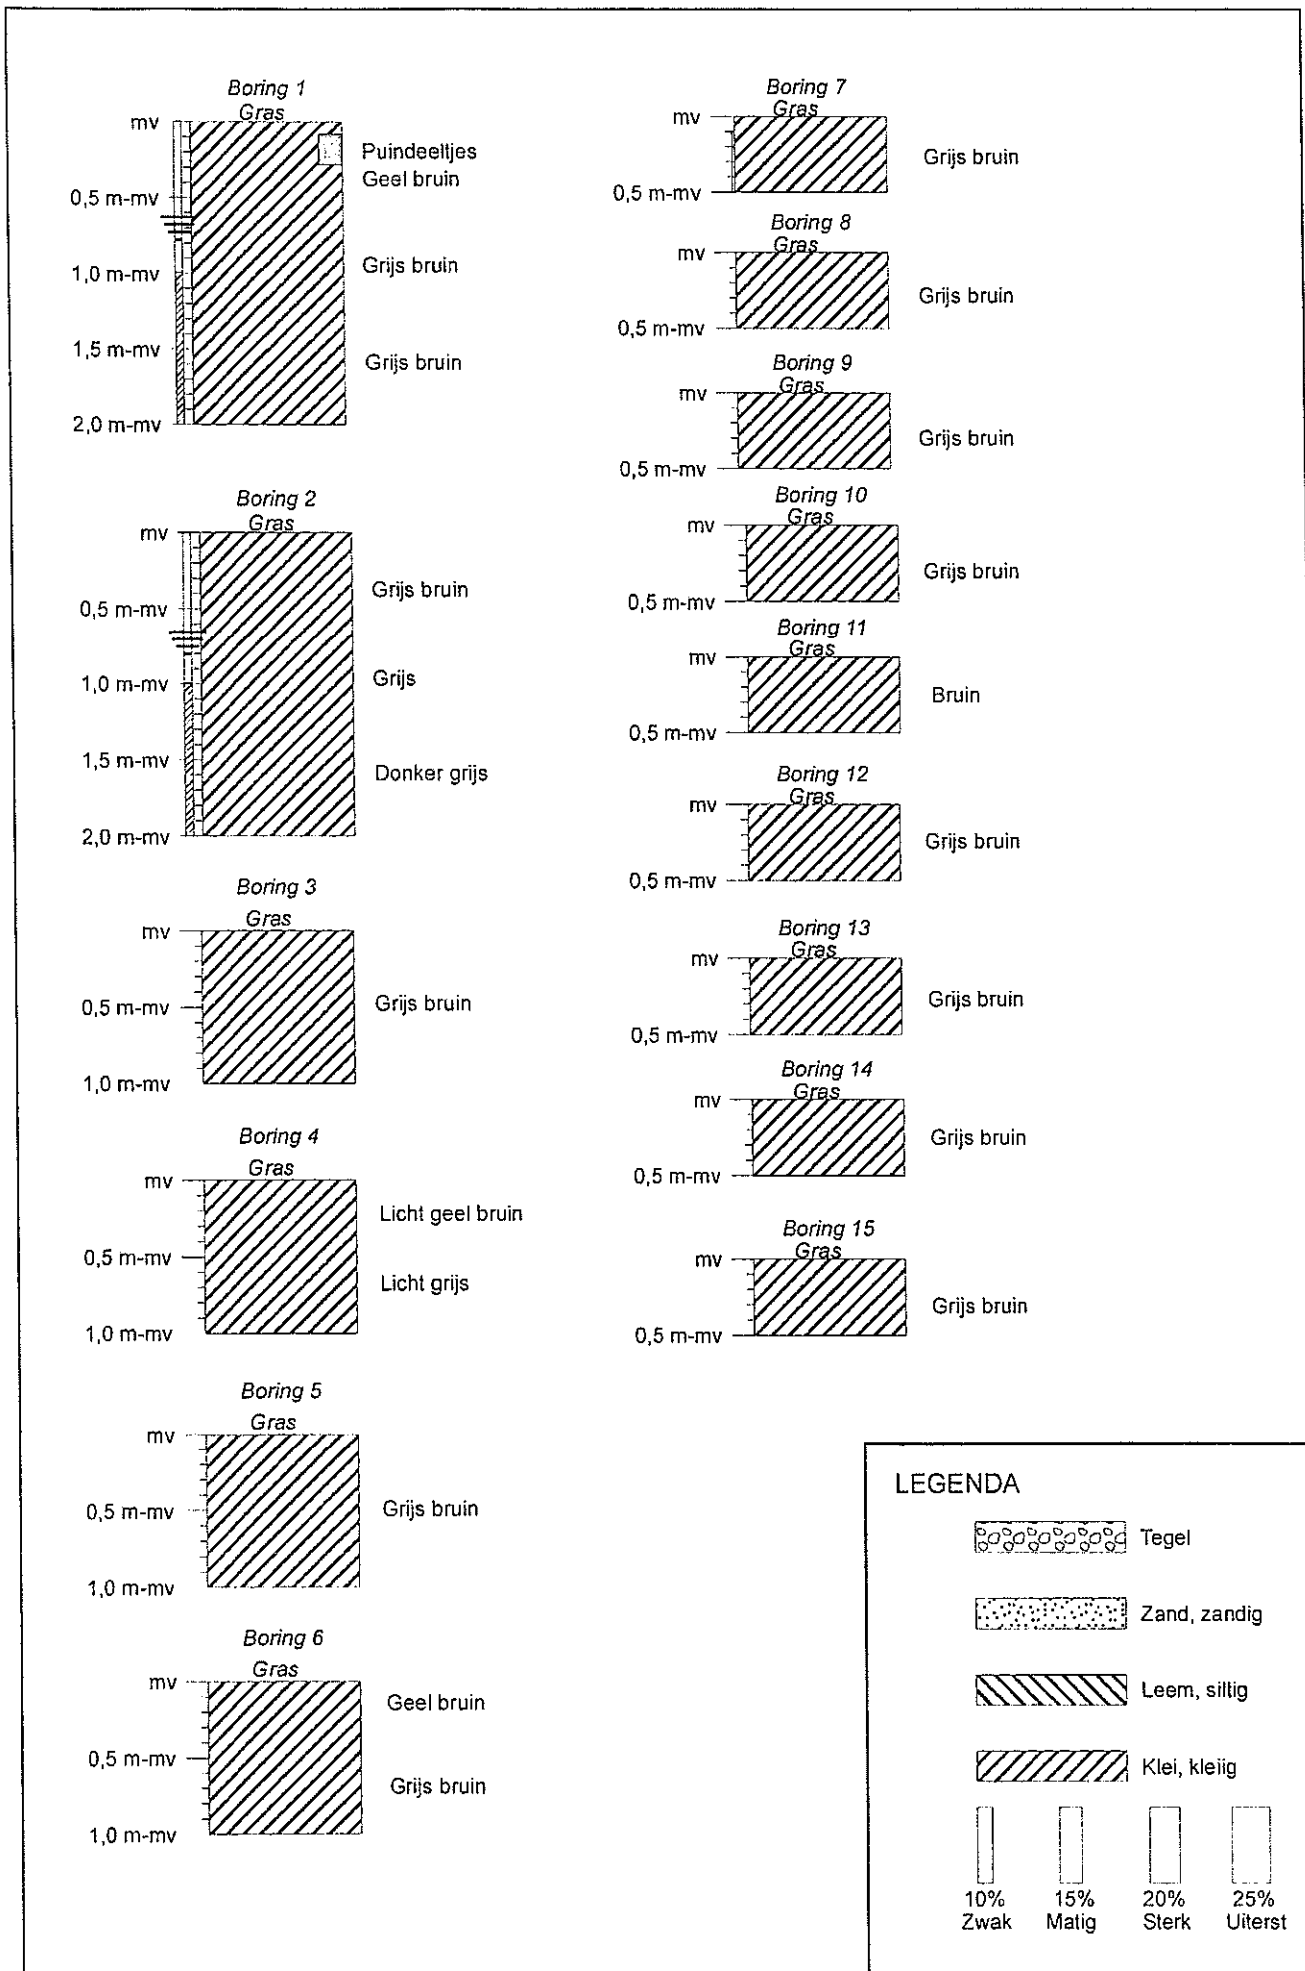 Boring 1
Gras
mv
Puindeeltjes
Geel bruin
0,5 m-mv
Grijs bruin
1,0 m-mv
1,5 m-mv
Grijs bruin
2,0 m-mv
Boring 2
Gras
mv
Grijs bruin
0,5 m-mv
Grijs
1,0 m-mv
1,5 m-mv
Donker grijs
2,0 m-mv
Boring 3
Gras
mv
0,5 m-mv
Grijs bruin
1,0 m-mv
Boring 4
Gras
mv
Licht geel bruin
0,5 m-mv
Licht grijs
1,0 m-mv
Boring 5
Gras
mv
0,5 m-mv
Grijs bruin
1,0 m-mv
Boring 6
Gras
mv
Geel bruin
0,5 m-mv
Grijs bruin
1,0 m-mv
Boring 7
Gras
mv
Grijs bruin
0,5 m-mv
Boring 8
Gras
mv
Grijs bruin
0,5 m-mv
Boring 9
Gras
mv
Grijs bruin
0,5 m-mv
Boring 10
Gras
mv
Grijs bruin
0,5 m-mv
Boring 11
Gras
mv
Bruin
0,5 m-mv
Boring 12
Gras
mv
Grijs bruin
0,5 m-mv
Boring 13
Gras
mv
Grijs bruin
0,5 m-mv
Boring 14
Gras
mv
Grijs bruin
0,5 m-mv
Boring 15
Gras
mv
Grijs bruin
0,5 m-mv
LEGENDA
Tegel
Zand, zandig
Leem, siltig
Klei, kleiig
10% 15% 20% 25%
Zwak Matig Sterk Uiterst